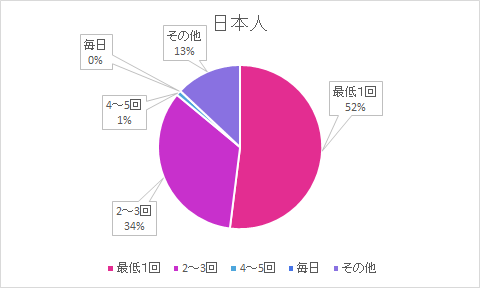 日本人
毎日
0%
その他
13%
最低1回
52%
4～5回
1%
2～3回
34%
最低1回 2～3回 4～5回 毎日 その他